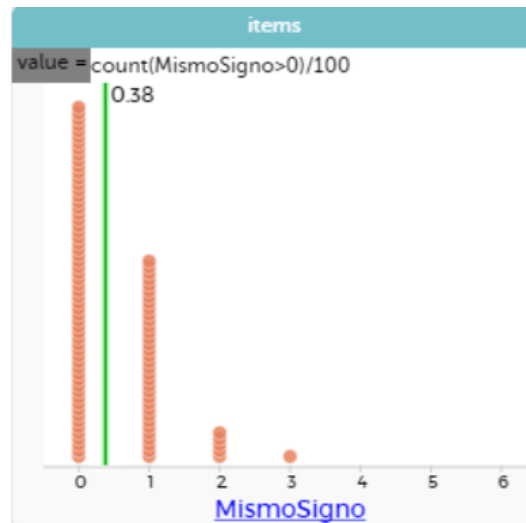 items
value = count(MismoSigno>0)/100
0.38
0 1 2 3 4 5 6
MismoSigno